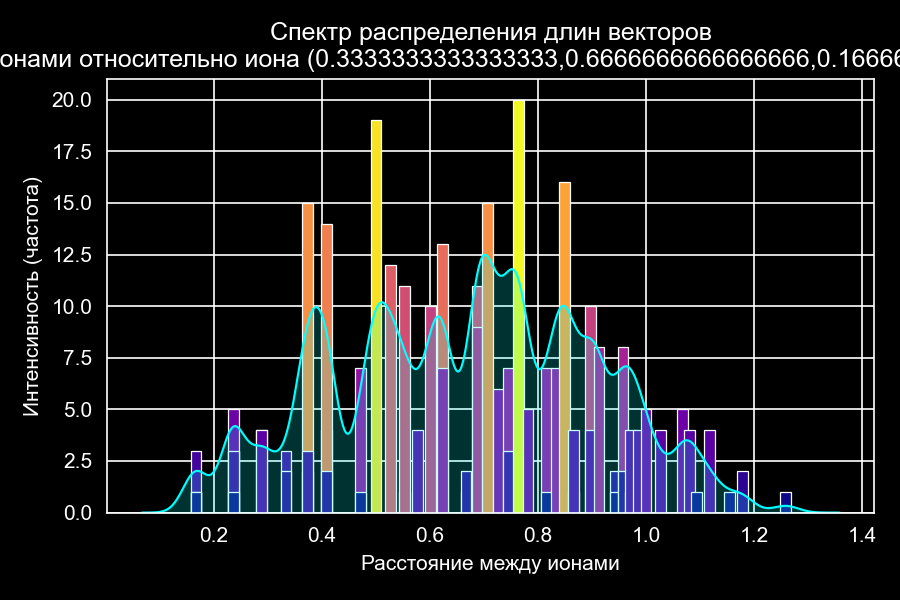 Спектр распределения длин векторов
онами относительно иона (0.3333333333333333,0.6666666666666666,0.16666
20.0
17.5
15.0
12.5
10.0
7.5
5.0
2.5
0.0
Интенсивность (частота)
0.2 0.4 0.6 0.8 1.0 1.2 1.4
Расстояние между ионами